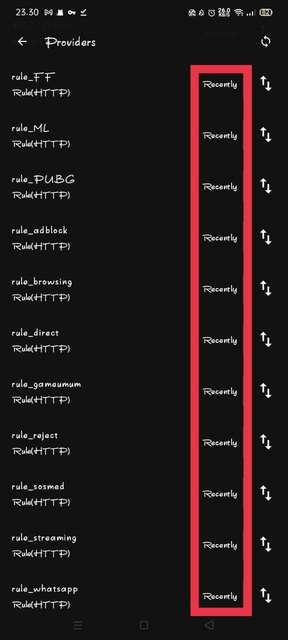 23.30
82
Providers
rule_FF
Rule(HTTP)
Recently
rule_ML
Rule(HTTP)
Recently
rule_PUBG
Rule(HTTP)
Recently
rule_adblock
Rule(HTTP)
Recently
rule_browsing
Rule(HTTP)
Recently
rule_direct
Rule(HTTP)
Recently
rule_gameumum
Rule(HTTP)
Recently
rule_reject
Rule(HTTP)
Recently
rule_sosmed
Rule(HTTP)
Recently
rule_streaming
Rule(HTTP)
Recently
rule_whatsapp
Rule(HTTP)
Recently